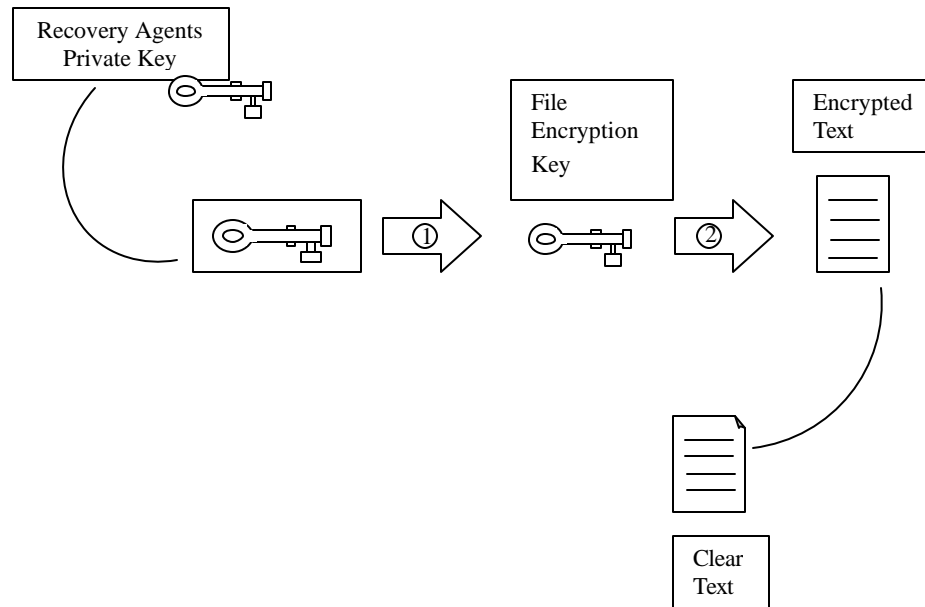 Recovery Agents
Private Key
File
Encryption
Key
Encrypted
Text
1
2
Clear
Text